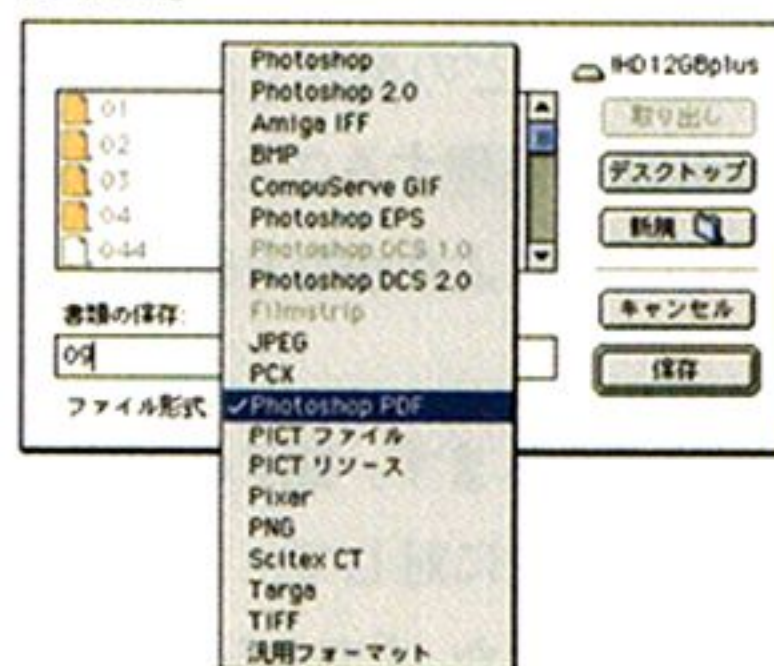 Photoshop
Photoshop 2.0
Amiga IFF
BMP
CompuServe GIF
Photoshop EPS
Photoshop DCS 1.0
Photoshop DCS 2.0
Filmstrip
JPEG
PCX
✓Photoshop PDF
PICT ファイル
PICT リソース
Pixar
PNG
Scitex CT
Targa
TIFF
汎用フォーマット
01
02
03
04
044
書類の保存:
09
ファイル形式
IHD12GBplus
取り出し
デスクトップ
新規
キャンセル
保存